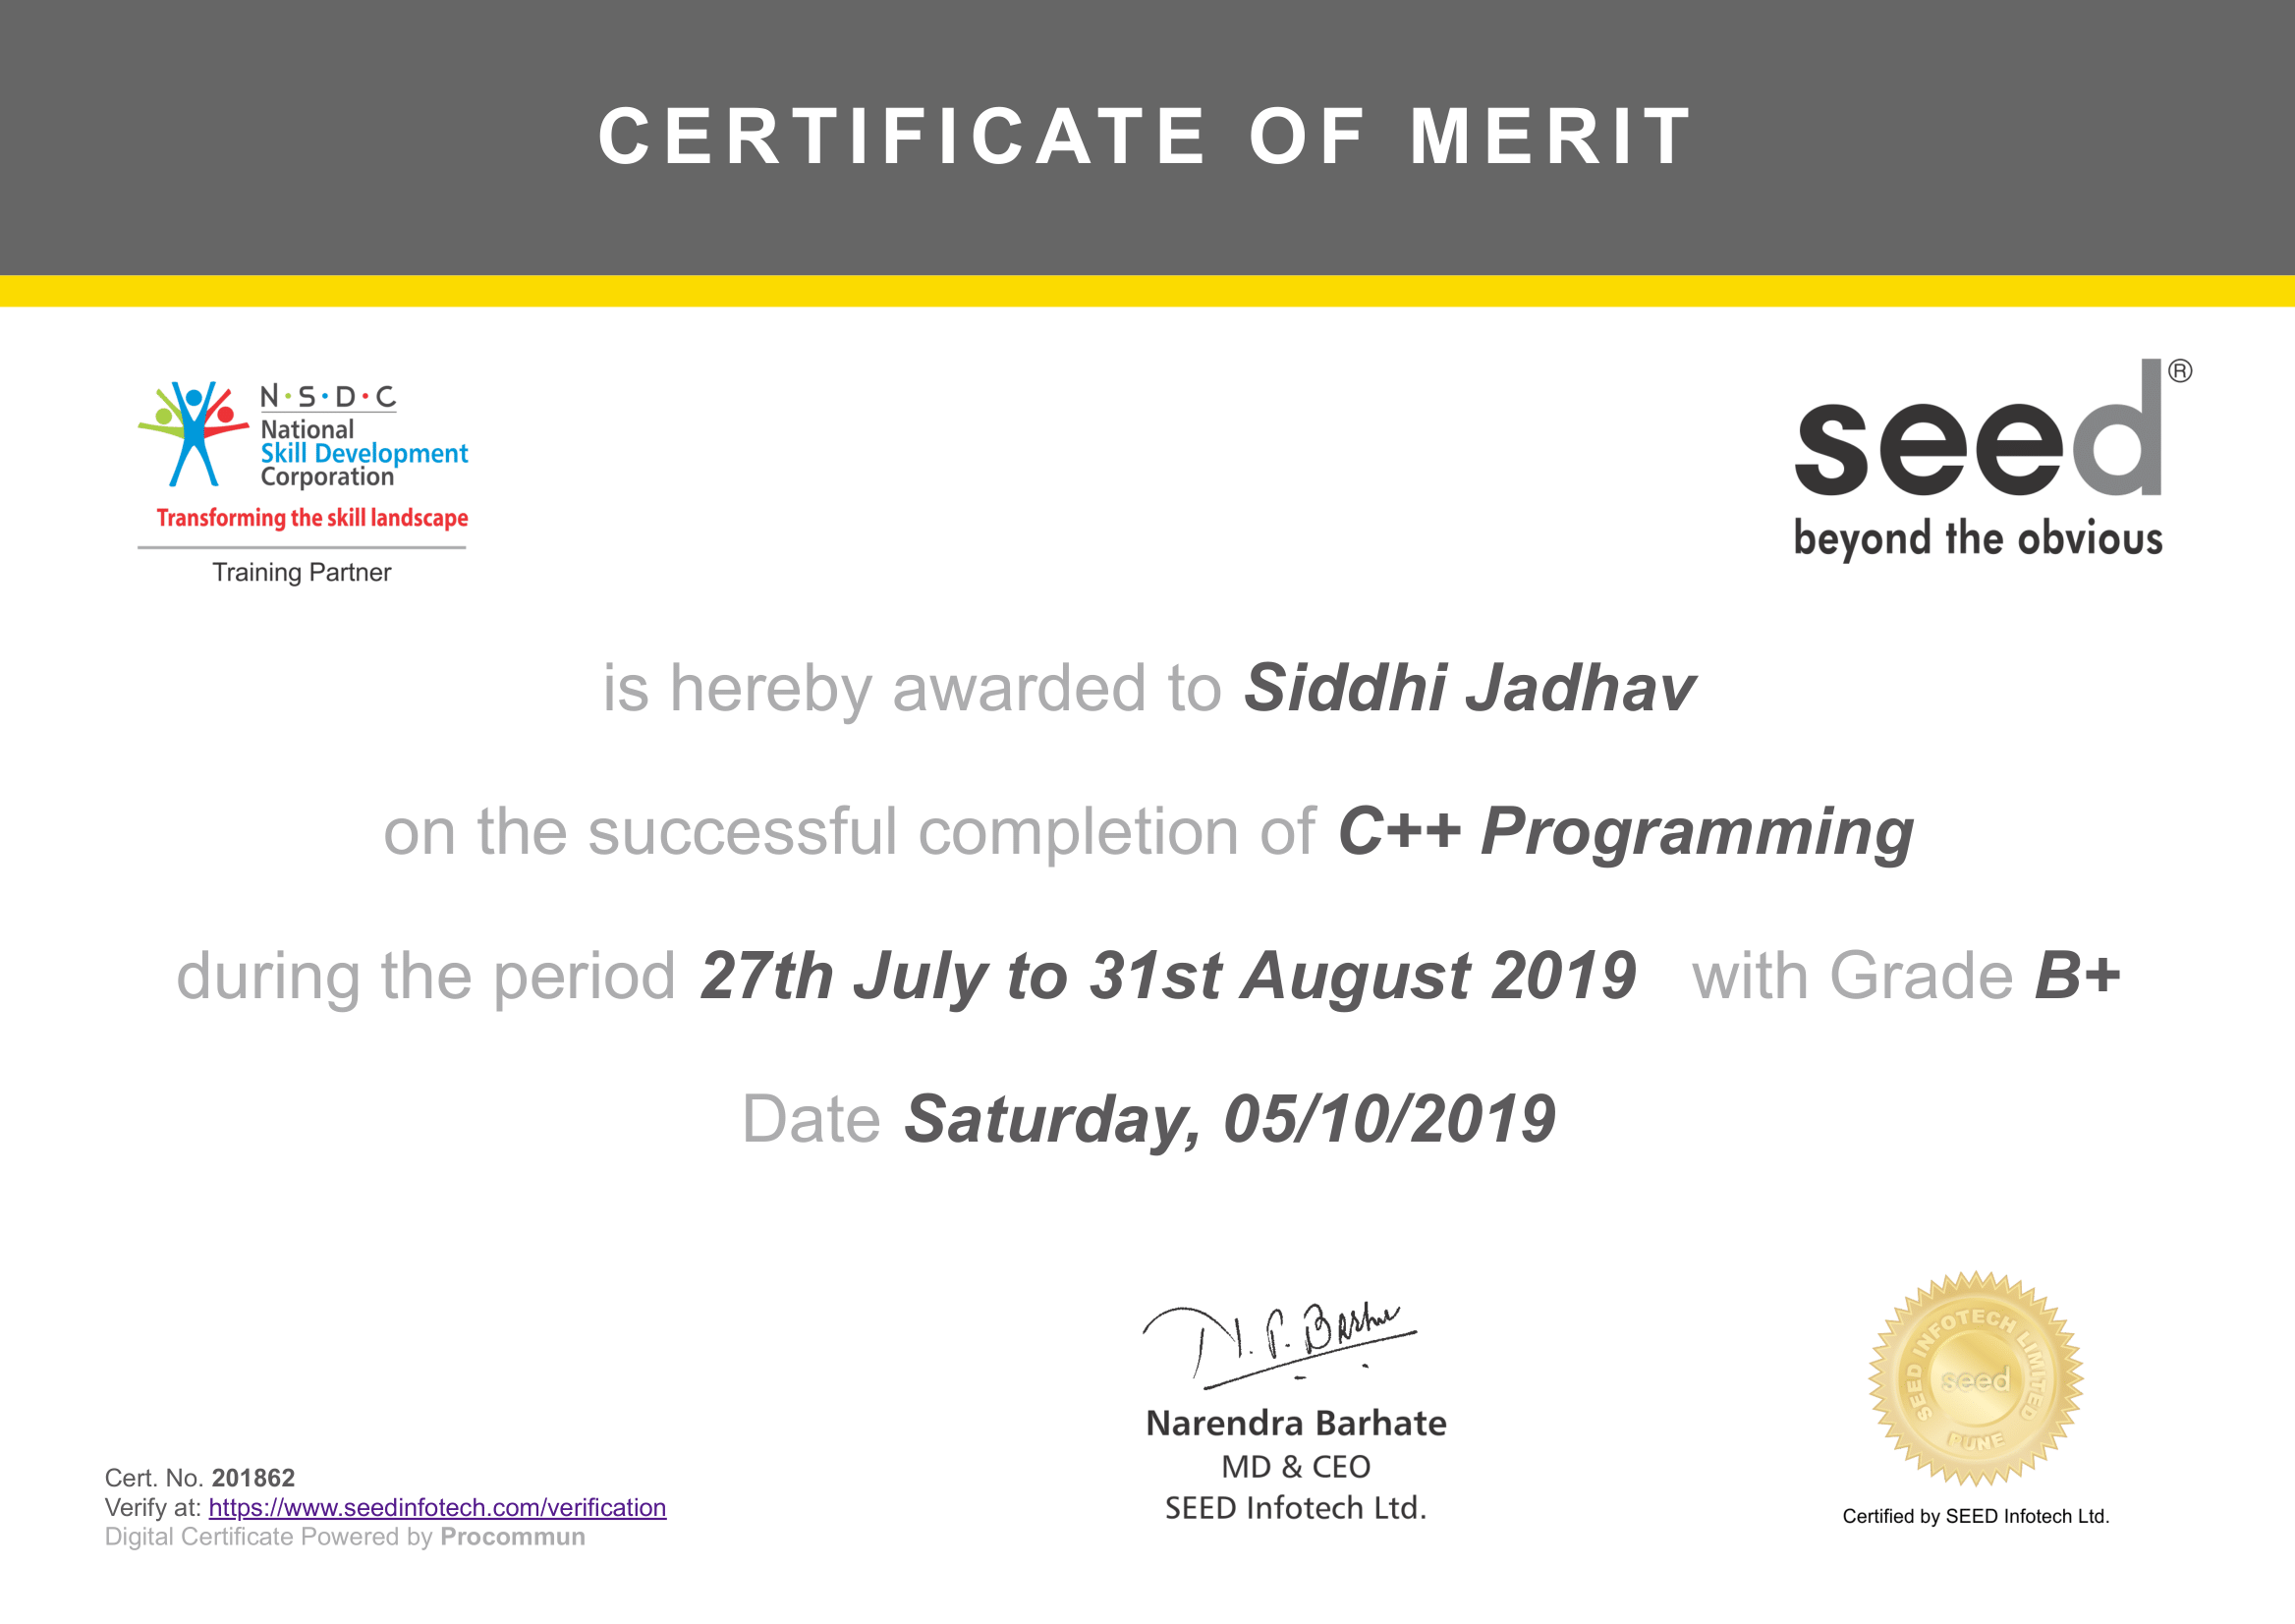 CERTIFICATE OF MERIT
N·S·D·C
National
Skill Development
Corporation
Transforming the skill landscape
Training Partner
seed®
beyond the obvious
is hereby awarded to Siddhi Jadhav
on the successful completion of C++ Programming
during the period 27th July to 31st August 2019 with Grade B+
Date Saturday, 05/10/2019
N. P. Barhate
Narendra Barhate
MD & CEO
SEED Infotech Ltd.
SEED INFOTECH LIMITED
seed
PUNE
Certified by SEED Infotech Ltd.
Cert. No. 201862
Verify at: https://www.seedinfotech.com/verification
Digital Certificate Powered by Procommun